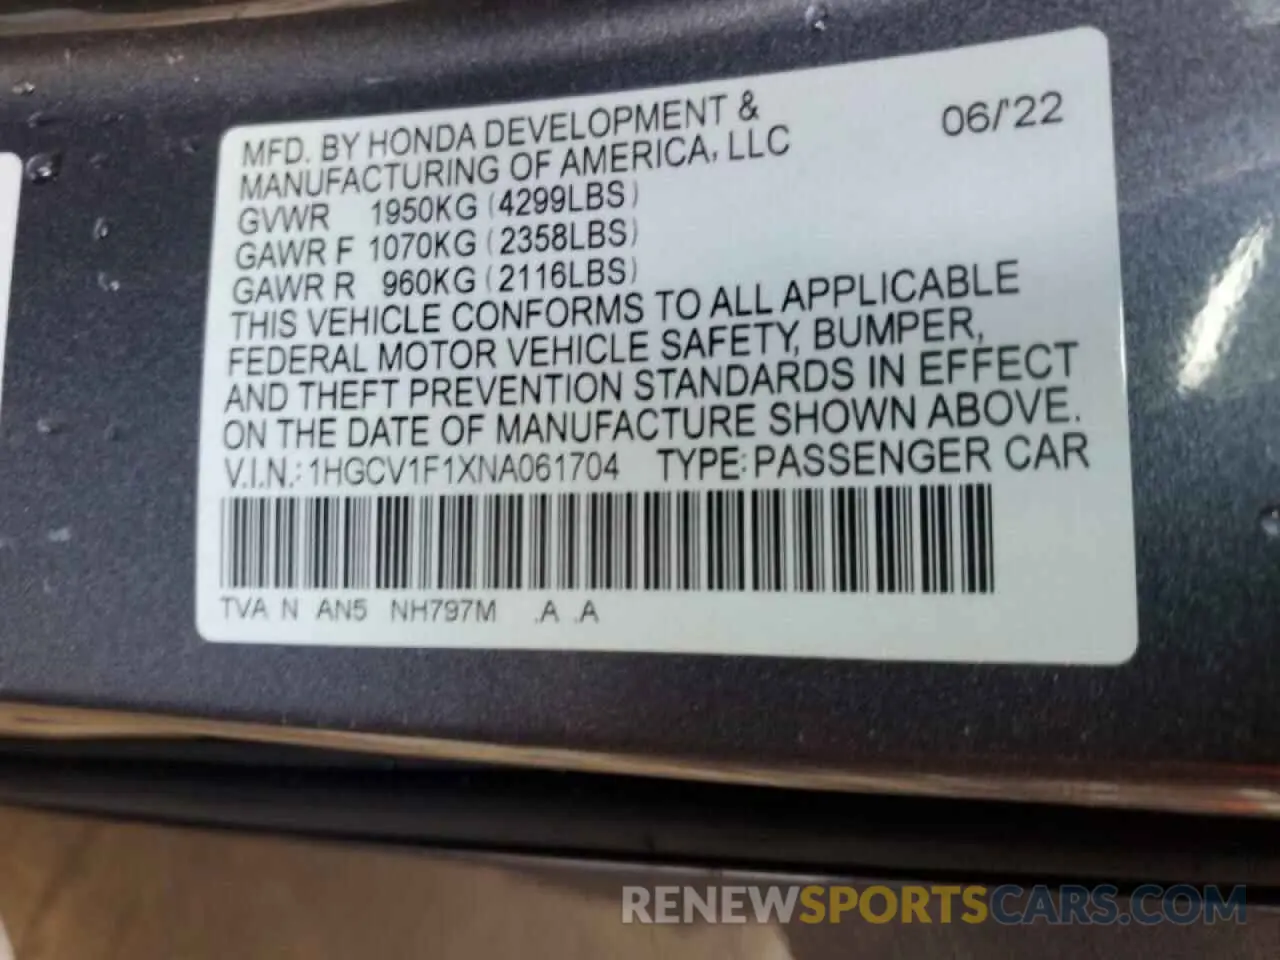 MFD. BY HONDA DEVELOPMENT &
MANUFACTURING OF AMERICA, LLC
06/'22
GVWR 1950KG (4299LBS)
GAWR F 1070KG (2358LBS)
GAWR R 960KG (2116LBS)
THIS VEHICLE CONFORMS TO ALL APPLICABLE
FEDERAL MOTOR VEHICLE SAFETY, BUMPER,
AND THEFT PREVENTION STANDARDS IN EFFECT
ON THE DATE OF MANUFACTURE SHOWN ABOVE.
V.I.N.: 1HGCV1F1XNA061704 TYPE: PASSENGER CAR
TVA N AN5 NH797M .A .A
RENEWSPORTSCARS.COM